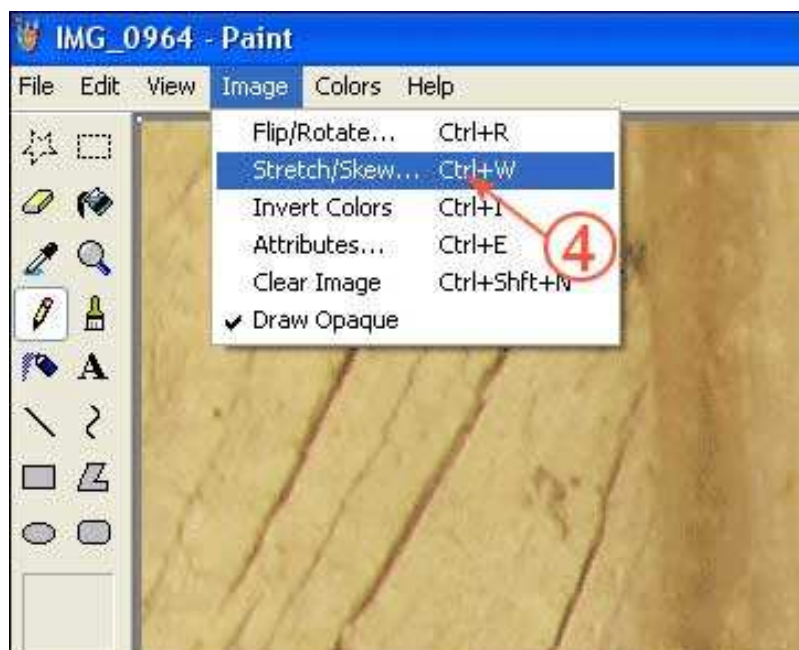 IMG_0964 - Paint
File Edit View Image Colors Help
Flip/Rotate... Ctrl+R
Stretch/Skew... Ctrl+W
Invert Colors Ctrl+I
Attributes... Ctrl+E
4
Clear Image Ctrl+Shft+N
Draw Opaque
A